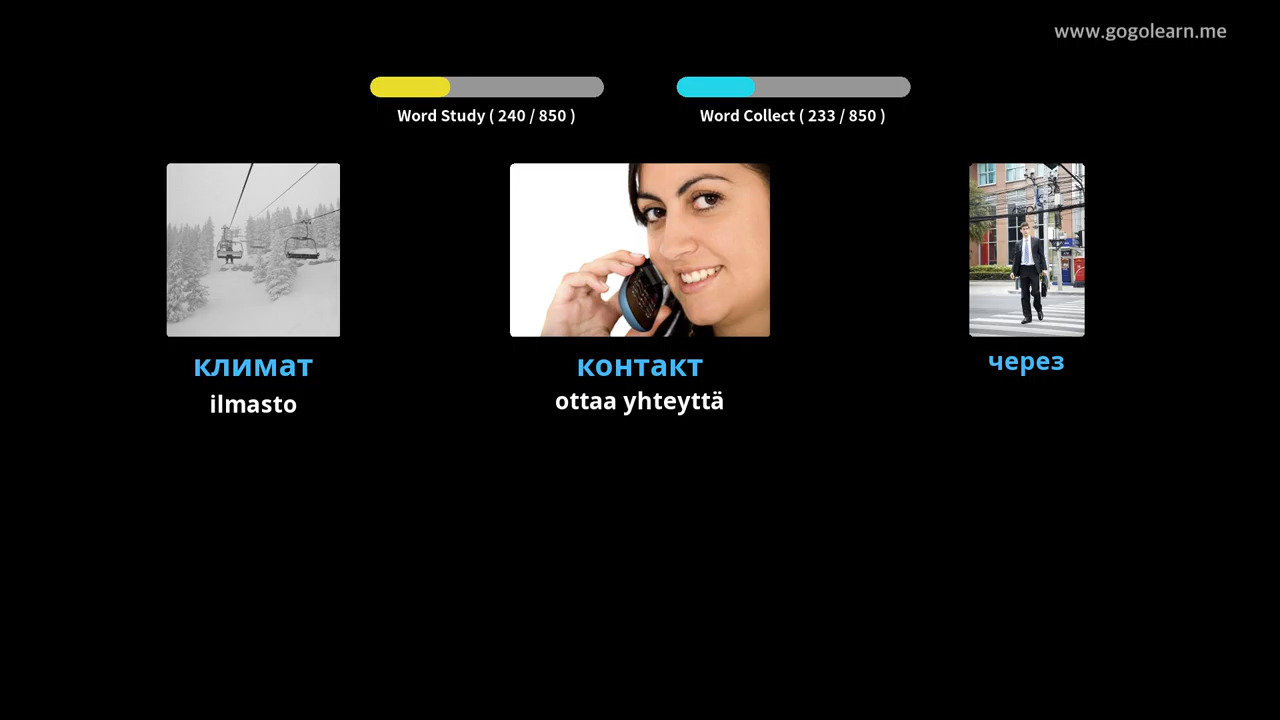 www.gogolearn.me
Word Study ( 240 / 850 )
Word Collect ( 233 / 850 )
климат
контакт
через
ilmasto
ottaa yhteyttä